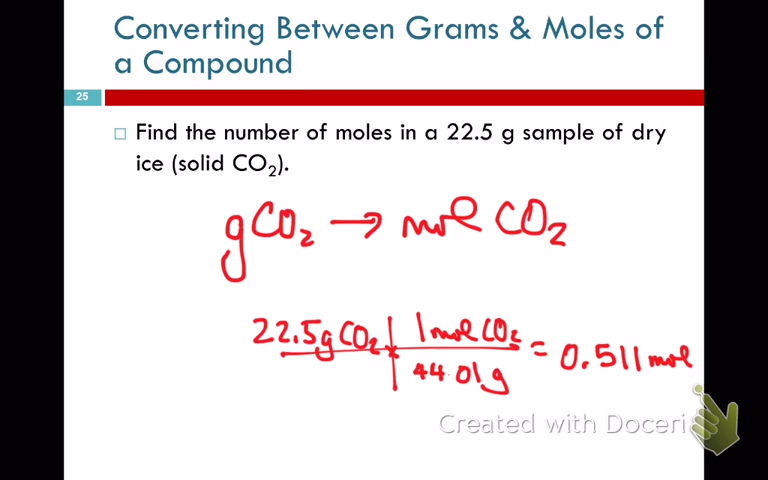 Converting Between Grams & Moles of
a Compound
25
Find the number of moles in a 22.5 g sample of dry
ice (solid CO₂).
g CO₂ → mol CO₂
22.5g CO₂ | 1 mol CO₂ = 0.511 mol
44.01 g
Created with Doceri